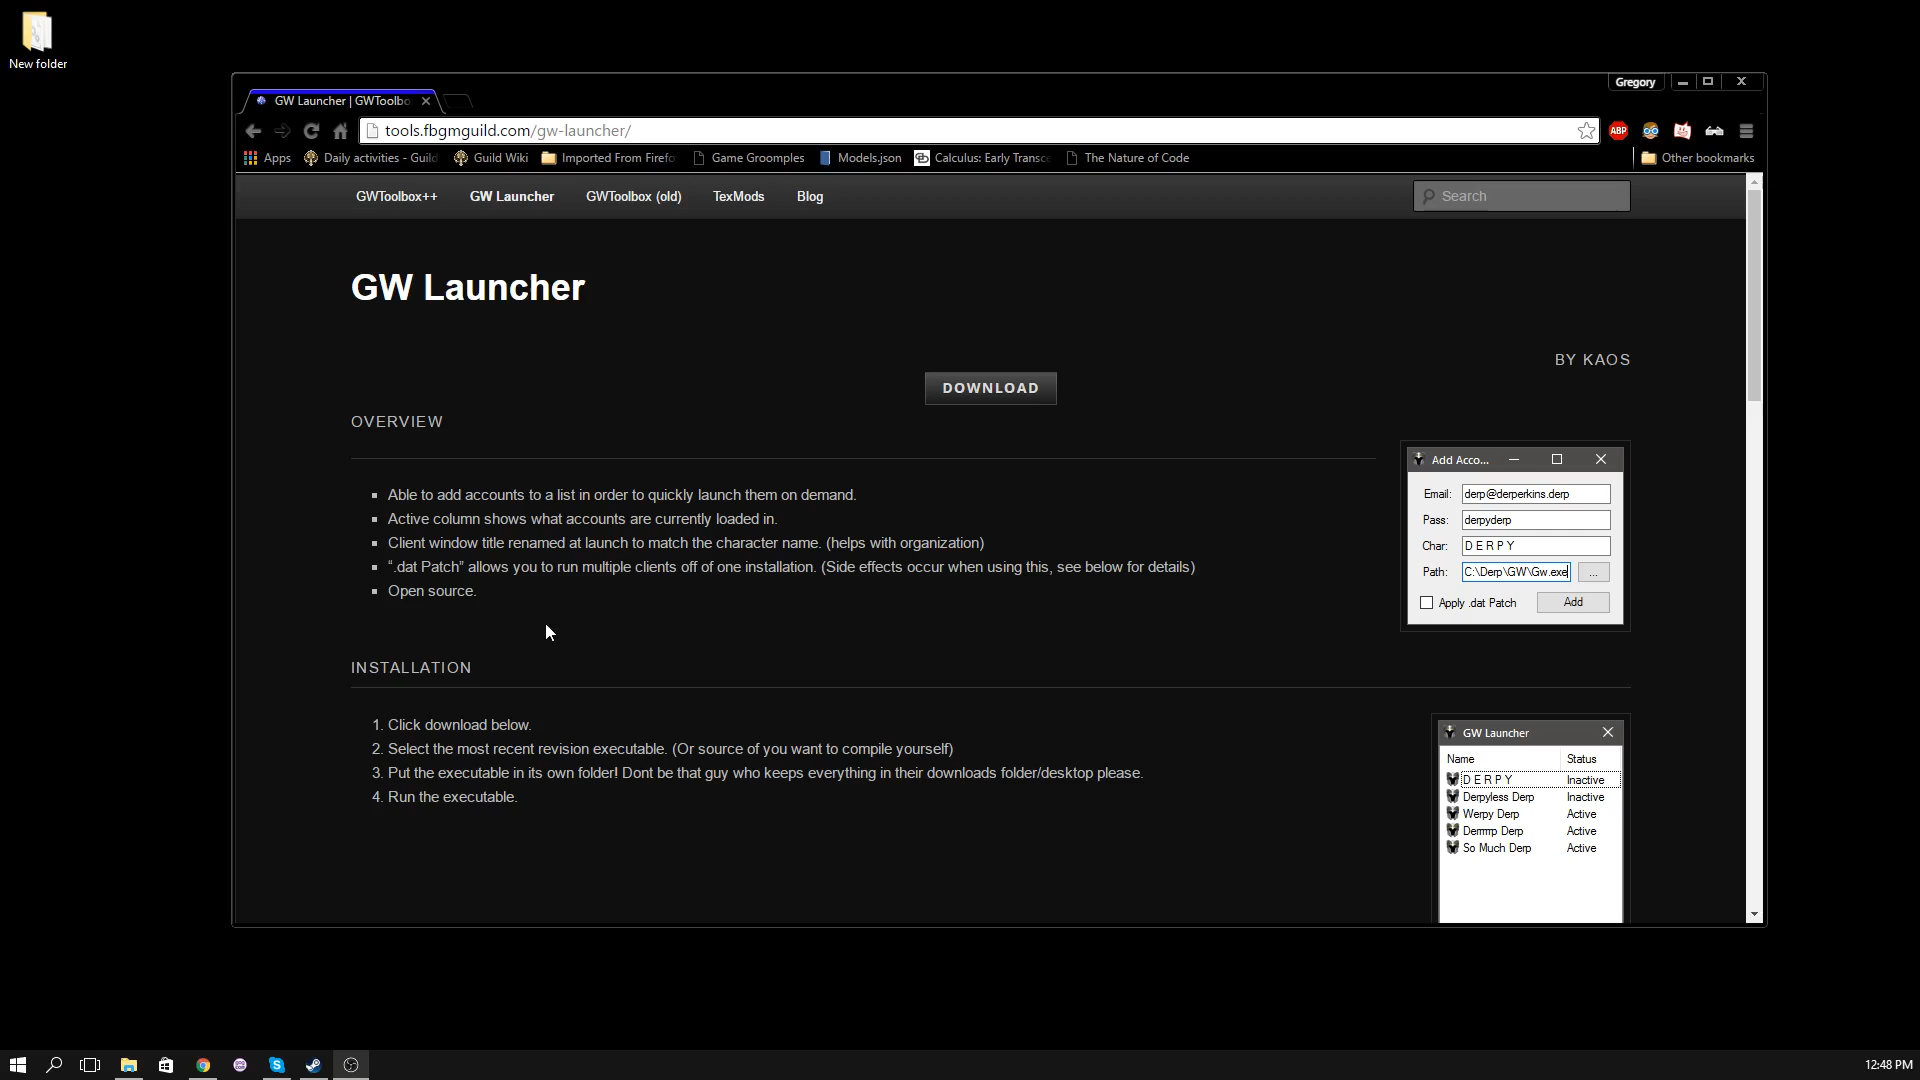 New folder
Gregory
GW Launcher | GWToolbo
tools.fbgmguild.com/gw-launcher/
ABP
Apps
Daily activities - Guild
Guild Wiki
Imported From Firefo
Game Groomples
Models.json
Calculus: Early Transce
The Nature of Code
Other bookmarks
GWToolbox++
GW Launcher
GWToolbox (old)
TexMods
Blog
Search
GW Launcher
BY KAOS
DOWNLOAD
OVERVIEW
Able to add accounts to a list in order to quickly launch them on demand.
Active column shows what accounts are currently loaded in.
Client window title renamed at launch to match the character name. (helps with organization)
“.dat Patch” allows you to run multiple clients off of one installation. (Side effects occur when using this, see below for details)
Open source.
Add Acco...
Email: derp@derperkins.derp
Pass: derpyderp
Char: D E R P Y
Path: C:\Derp\GW\Gw.exe ...
Apply .dat Patch Add
INSTALLATION
1. Click download below.
2. Select the most recent revision executable. (Or source of you want to compile yourself)
3. Put the executable in its own folder! Dont be that guy who keeps everything in their downloads folder/desktop please.
4. Run the executable.
GW Launcher
Name Status
D E R P Y Inactive
Derpyless Derp Inactive
Werpy Derp Active
Derrrrp Derp Active
So Much Derp Active
12:48 PM